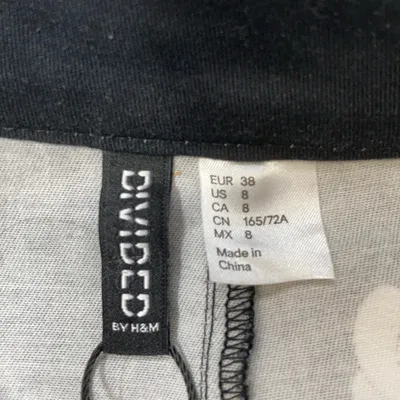 DIVIDED
BY H&M
EUR 38
US 8
CA 8
CN 165/72A
MX 8
Made in
China